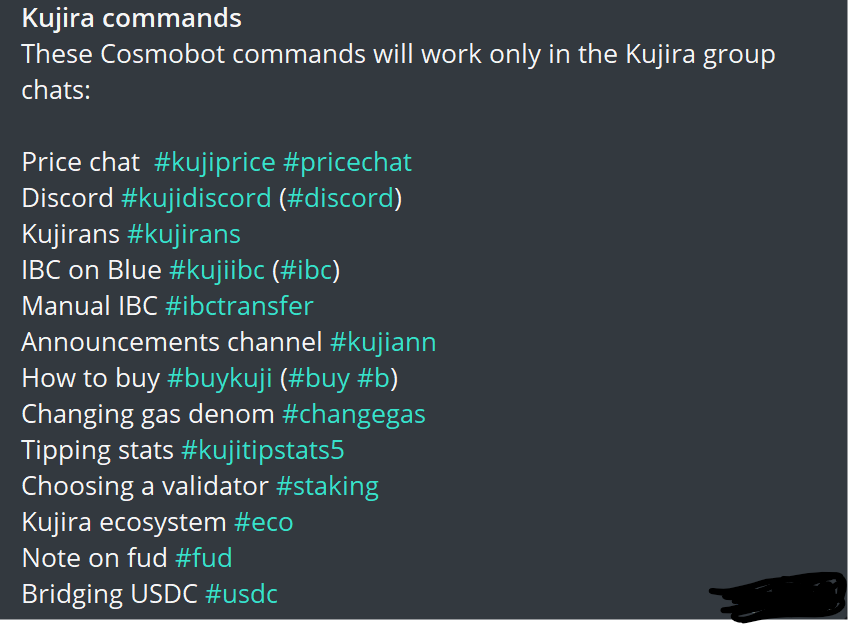 Kujira commands
These Cosmobot commands will work only in the Kujira group
chats:
Price chat #kujiprice #pricechat
Discord #kujidiscord (#discord)
Kujirans #kujirans
IBC on Blue #kujiibc (#ibc)
Manual IBC #ibctransfer
Announcements channel #kujiann
How to buy #buykuji (#buy #b)
Changing gas denom #changegas
Tipping stats #kujitipstats5
Choosing a validator #staking
Kujira ecosystem #eco
Note on fud #fud
Bridging USDC #usdc